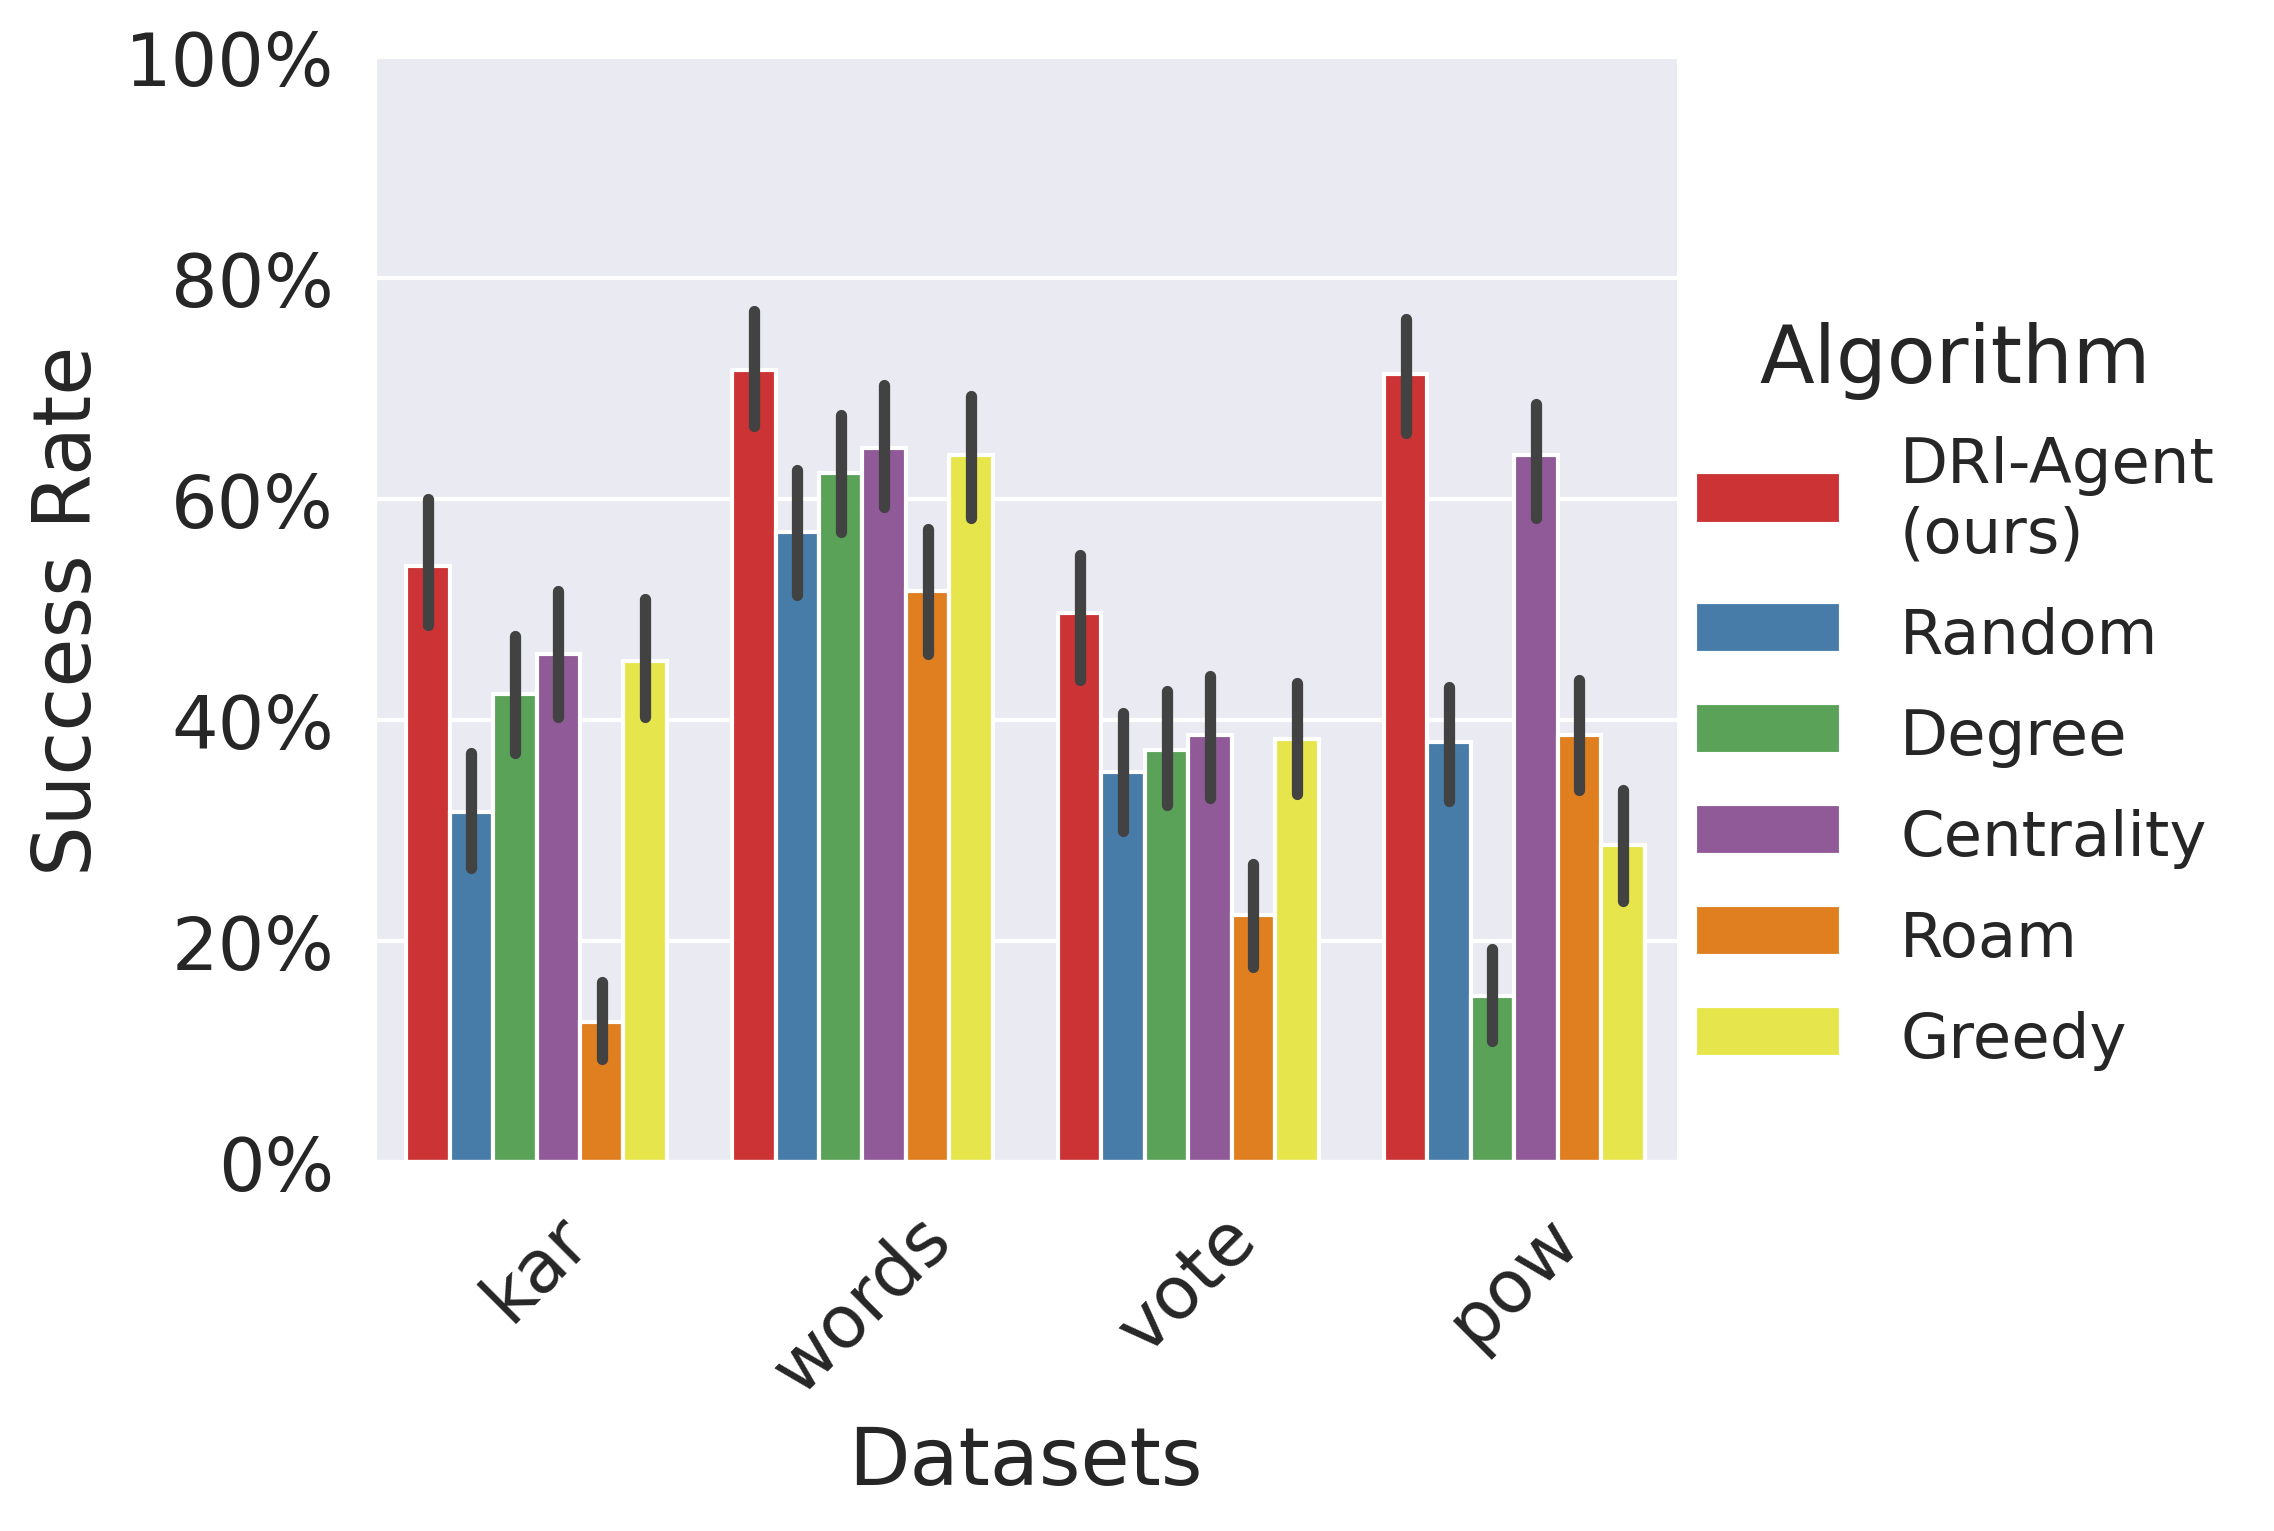 100%
80%
60%
40%
20%
0%
Success Rate
kar
words
vote
pow
Datasets
Algorithm
DRl-Agent
(ours)
Random
Degree
Centrality
Roam
Greedy